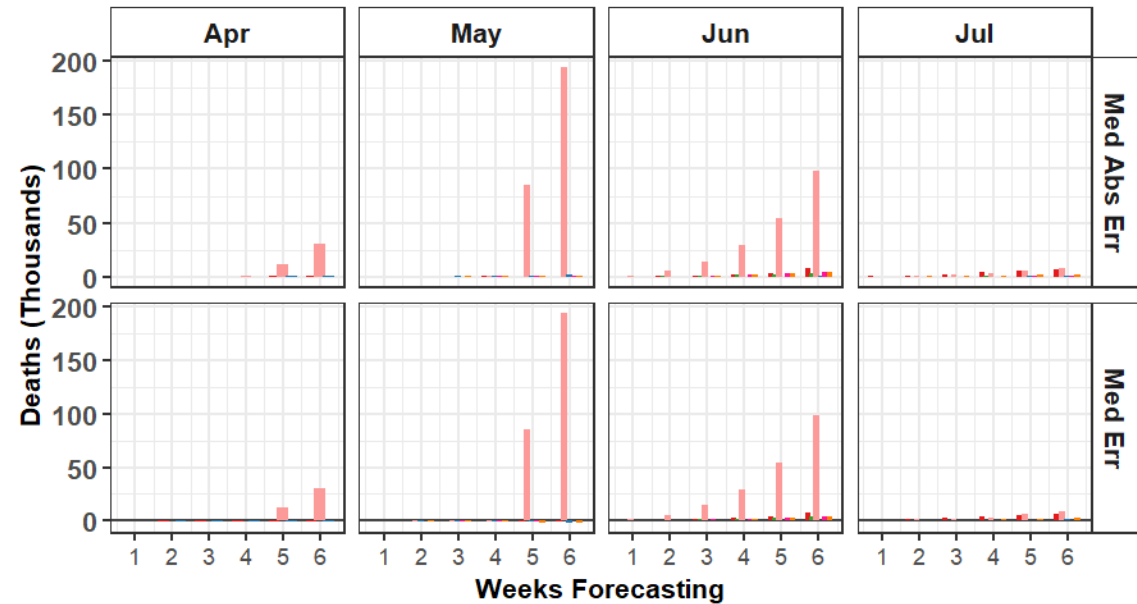 Apr May Jun Jul
200
150
100
50
0
Med Abs Err
200
150
100
50
0
Med Err
Deaths (Thousands)
1 2 3 4 5 6 1 2 3 4 5 6 1 2 3 4 5 6 1 2 3 4 5 6
Weeks Forecasting